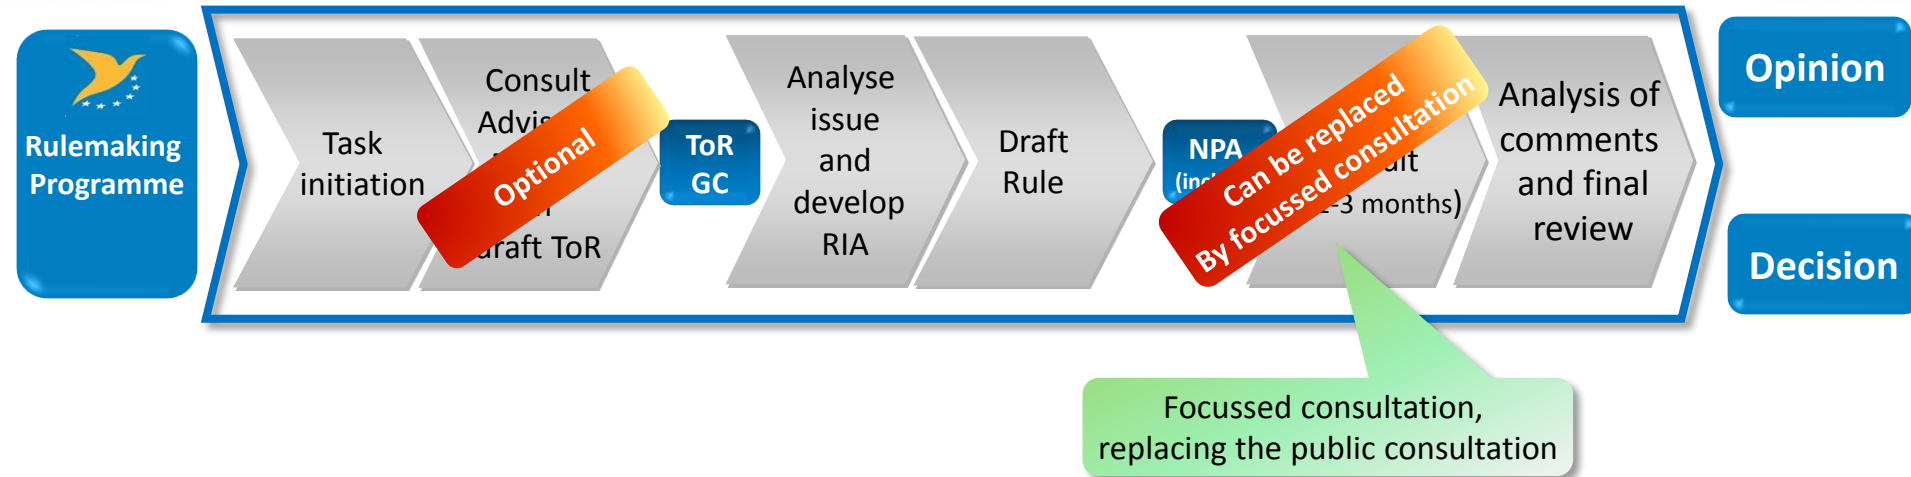 Rulemaking
Programme
Task
initiation
Consult
draft ToR
Optional
ToR
GC
Analyse
issue
and
develop
RIA
Draft
Rule
NPA
-3 months)
Can be replaced
By focussed consultation
Analysis of
comments
and final
review
Opinion
Decision
Focussed consultation,
replacing the public consultation